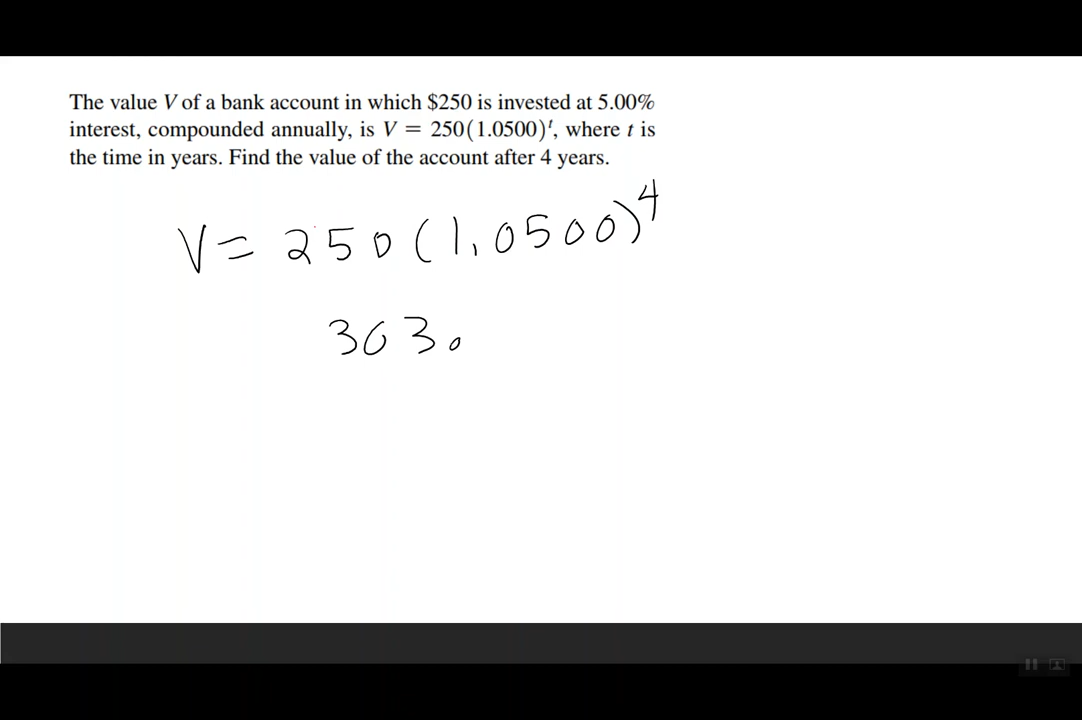 The value V of a bank account in which $250 is invested at 5.00%
interest, compounded annually, is V = 250(1.0500)^t, where t is
the time in years. Find the value of the account after 4 years.
V = 250(1.0500)^4
303.